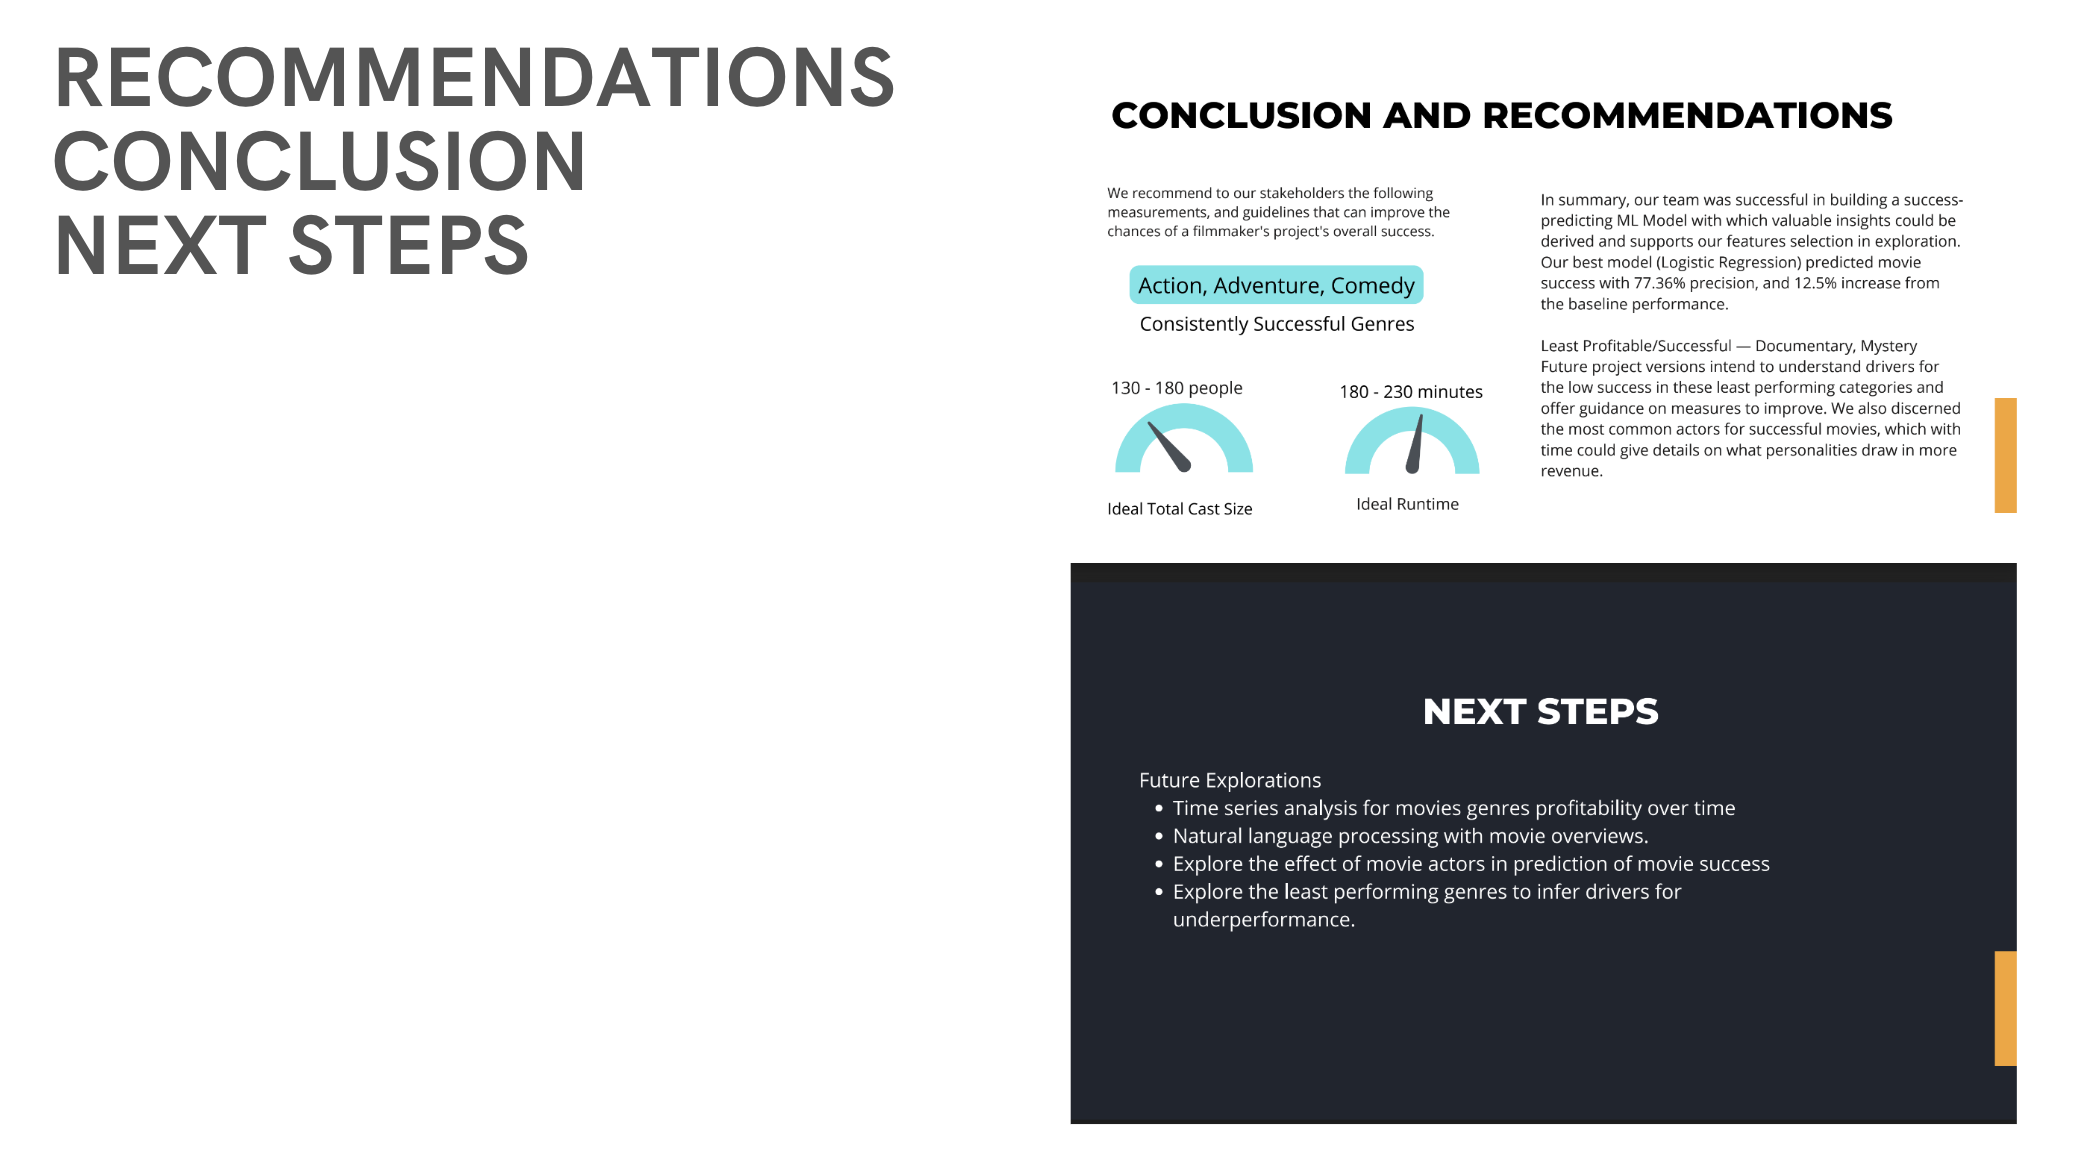 RECOMMENDATIONS
CONCLUSION
NEXT STEPS
CONCLUSION AND RECOMMENDATIONS
We recommend to our stakeholders the following
measurements, and guidelines that can improve the
chances of a filmmaker's project's overall success.
Action, Adventure, Comedy
Consistently Successful Genres
130 - 180 people
Ideal Total Cast Size
180 - 230 minutes
Ideal Runtime
In summary, our team was successful in building a success-
predicting ML Model with which valuable insights could be
derived and supports our features selection in exploration.
Our best model (Logistic Regression) predicted movie
success with 77.36% precision, and 12.5% increase from
the baseline performance.
Least Profitable/Successful — Documentary, Mystery
Future project versions intend to understand drivers for
the low success in these least performing categories and
offer guidance on measures to improve. We also discerned
the most common actors for successful movies, which with
time could give details on what personalities draw in more
revenue.
NEXT STEPS
Future Explorations
• Time series analysis for movies genres profitability over time
• Natural language processing with movie overviews.
• Explore the effect of movie actors in prediction of movie success
• Explore the least performing genres to infer drivers for
underperformance.